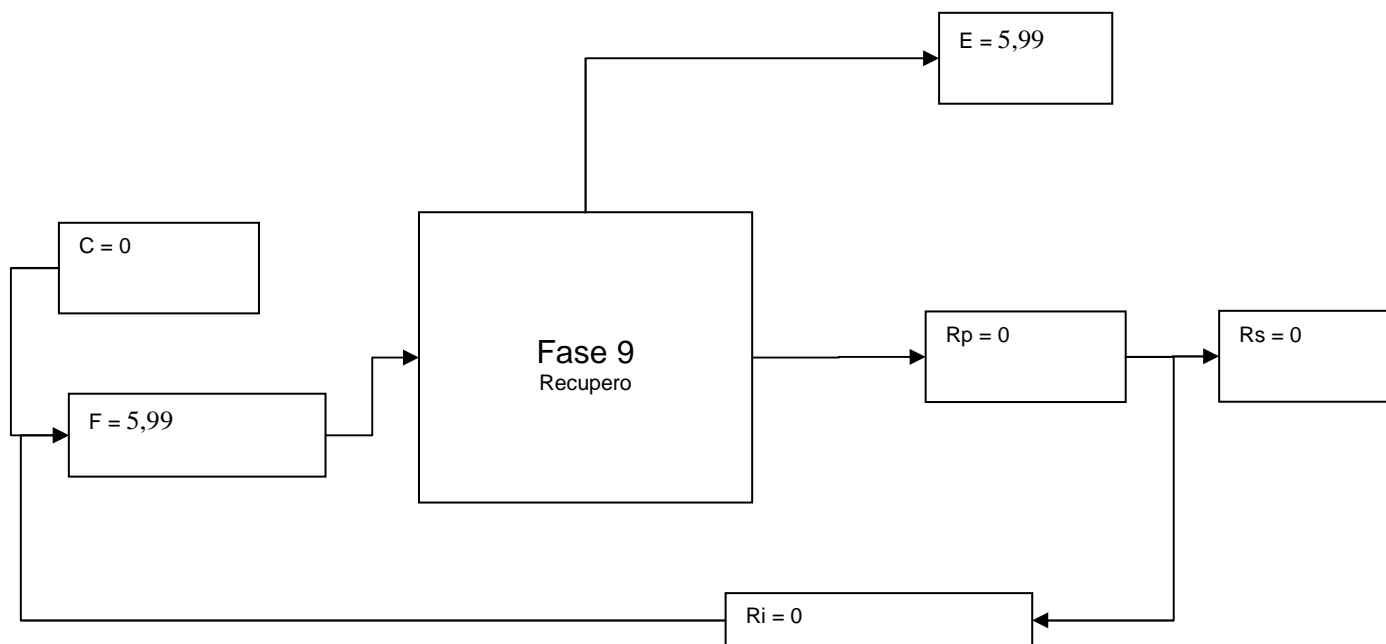 E = 5,99
C = 0
Fase 9
Recupero
Rp = 0
Rs = 0
F = 5,99
Ri = 0